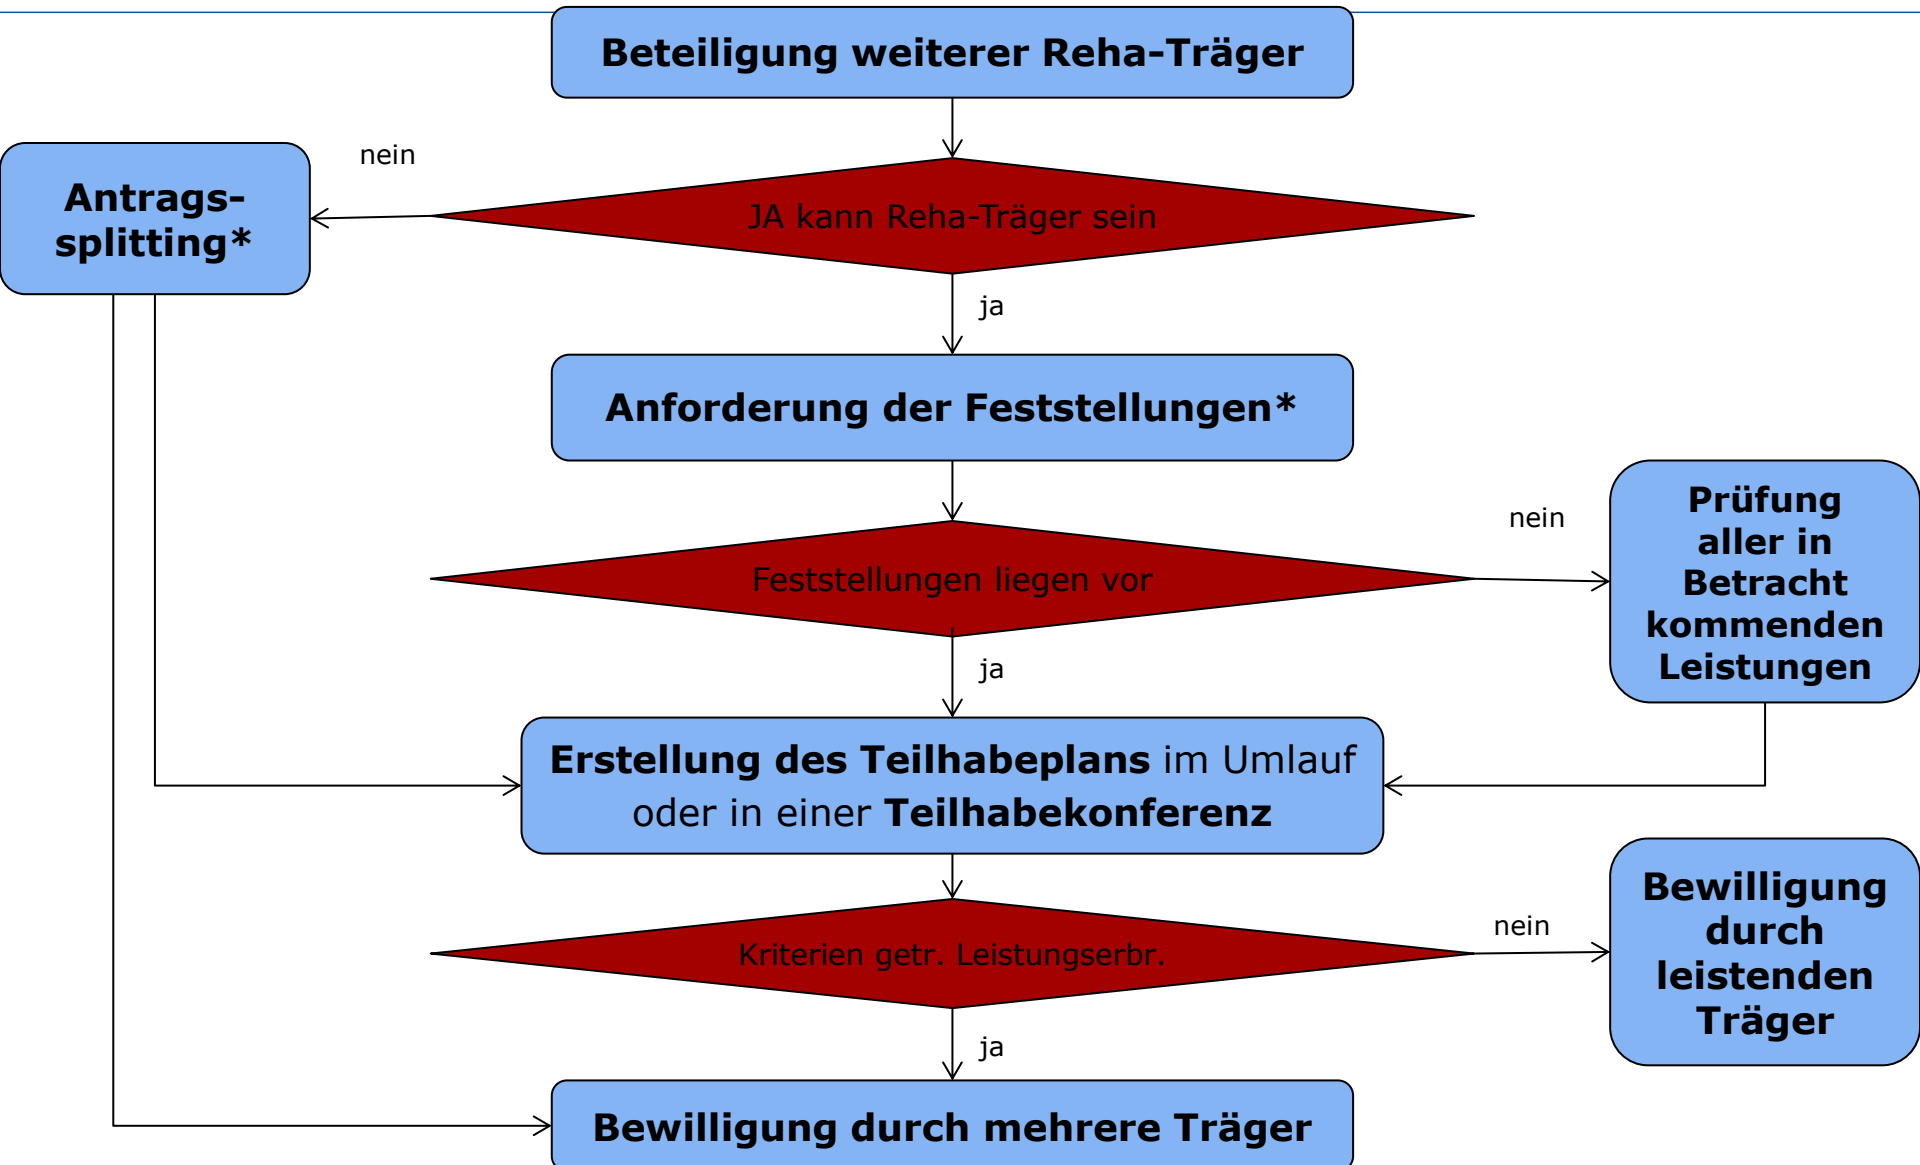 Beteiligung weiterer Reha-Träger
nein
Antrags-
splitting*
JA kann Reha-Träger sein
ja
Anforderung der Feststellungen*
nein
Prüfung
aller in
Betracht
kommenden
Leistungen
Feststellungen liegen vor
ja
Erstellung des Teilhabeplans im Umlauf
oder in einer Teilhabekonferenz
Bewilligung
durch
leistenden
Träger
nein
Kriterien getr. Leistungserbr.
ja
Bewilligung durch mehrere Träger